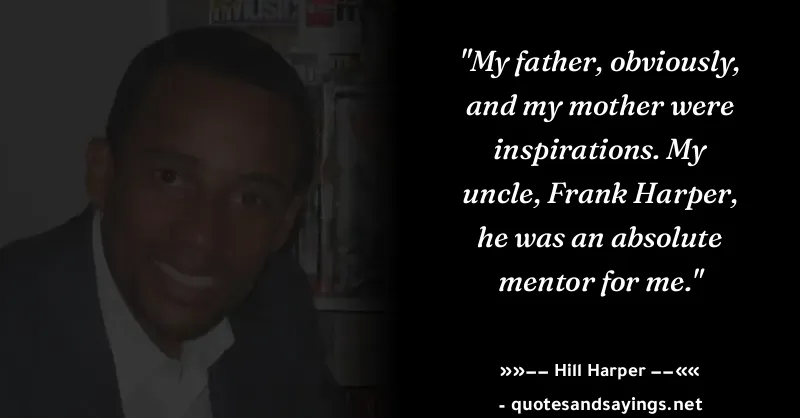 "My father, obviously,
and my mother were
inspirations. My
uncle, Frank Harper,
he was an absolute
mentor for me."
»»−− Hill Harper −−««
- quotesandsayings.net